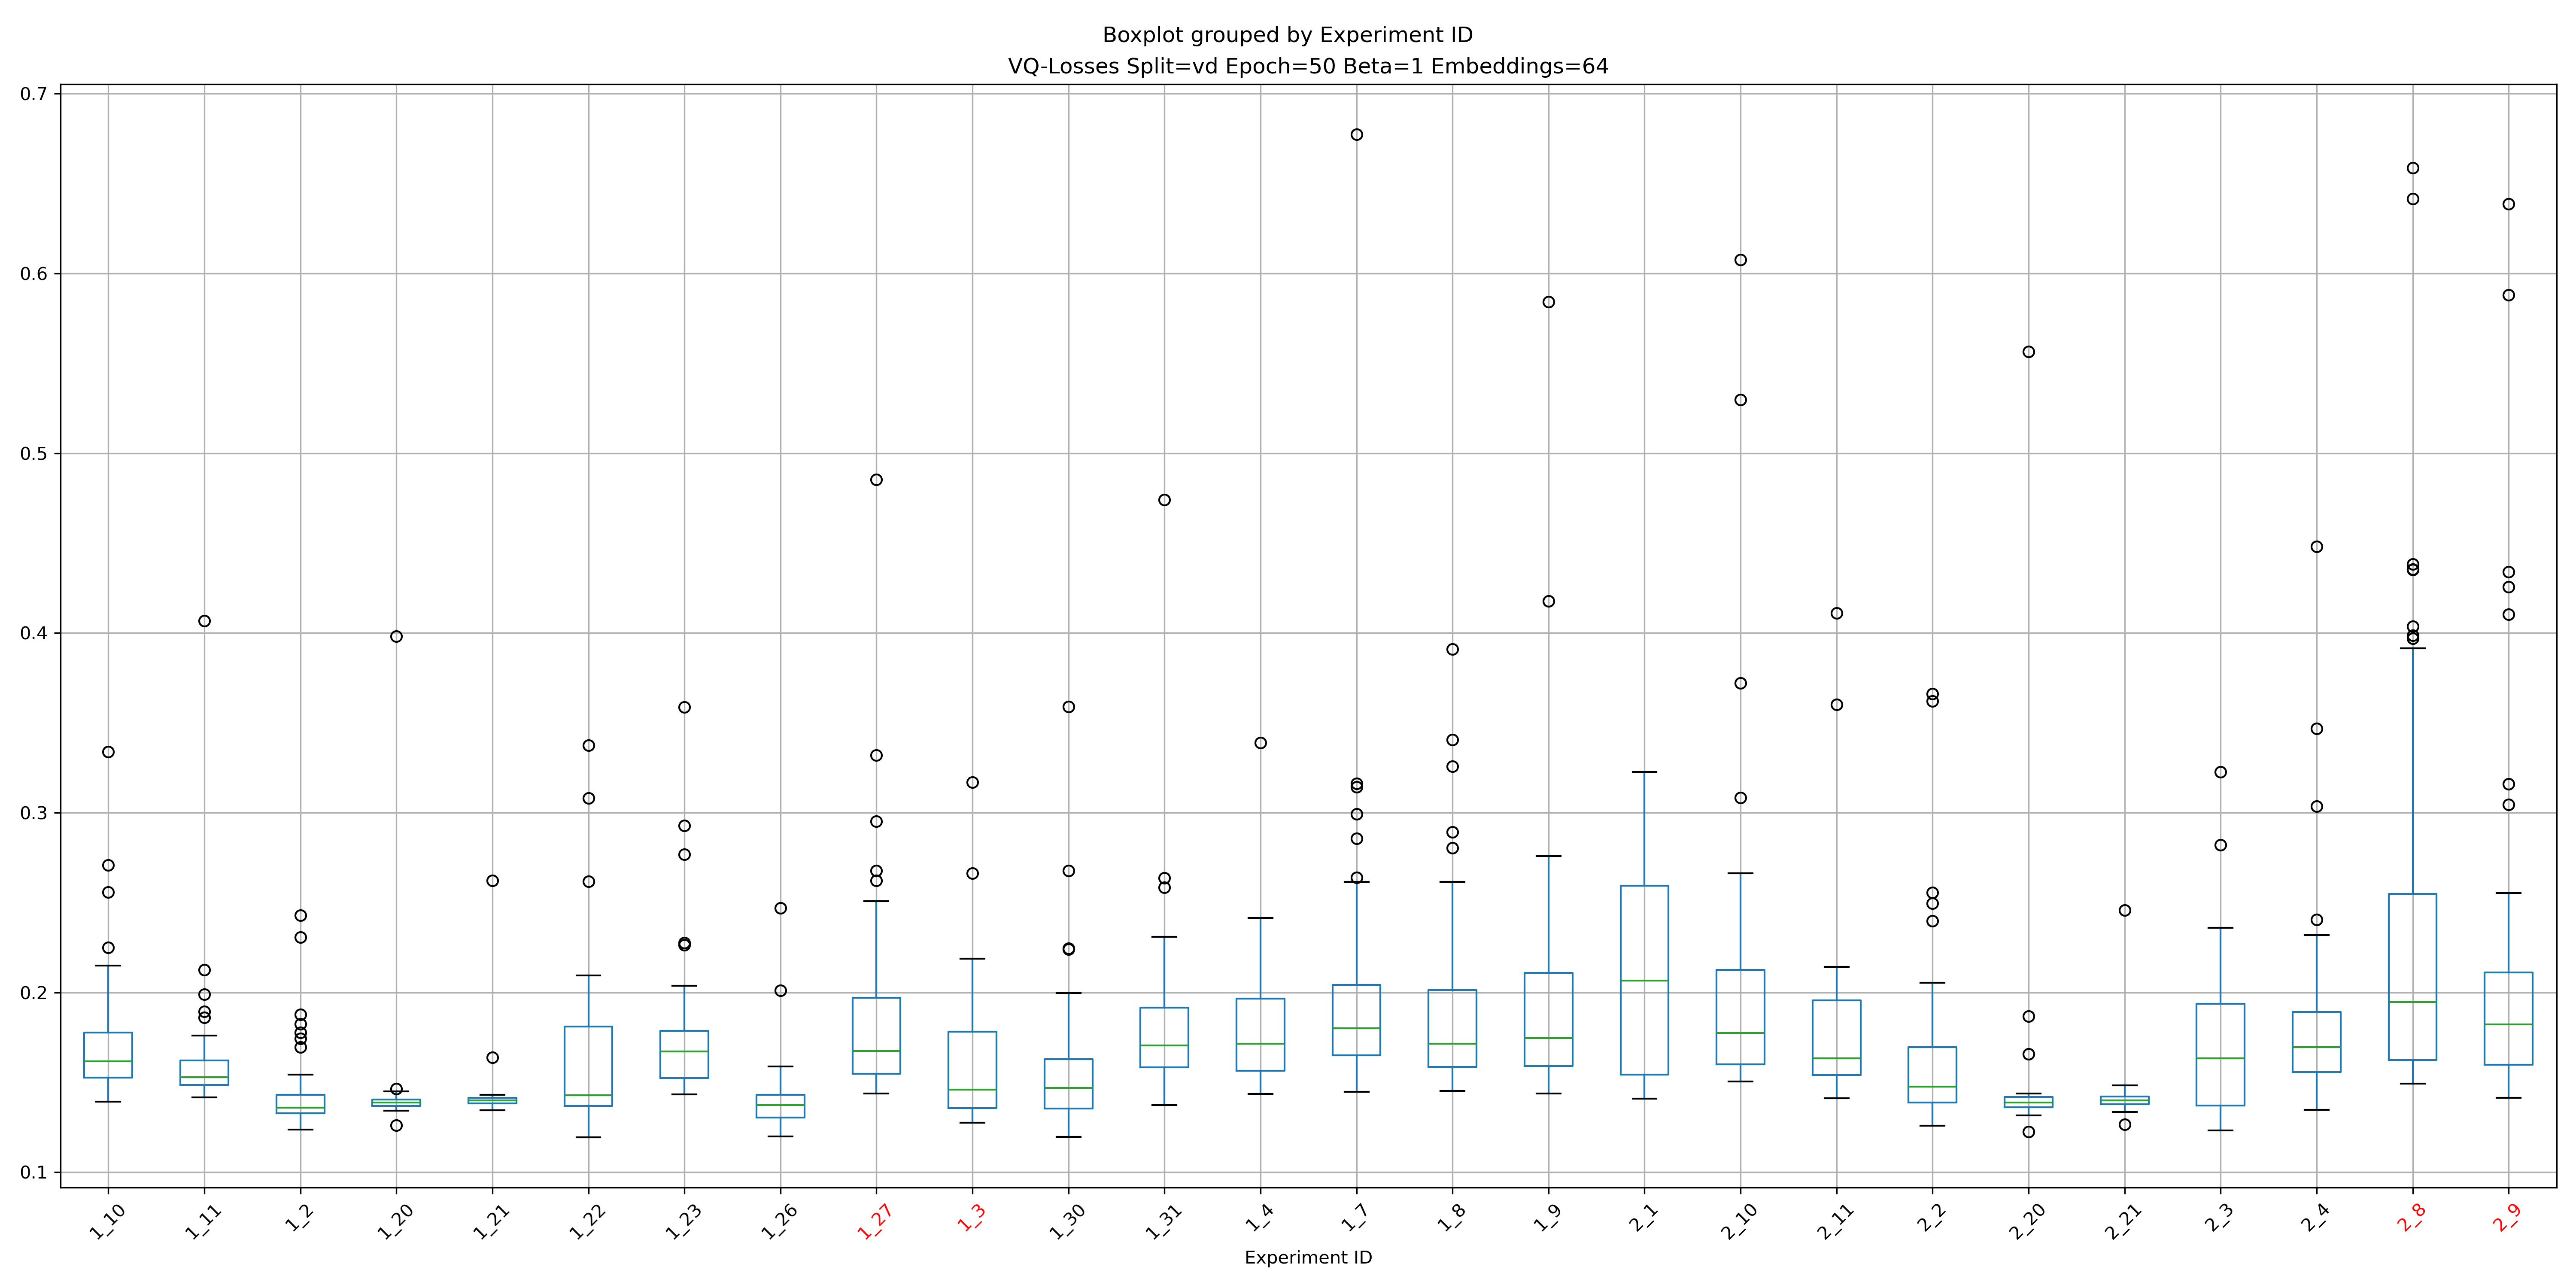 Boxplot grouped by Experiment ID
VQ-Losses Split=vd Epoch=50 Beta=1 Embeddings=64
0.7
0.6
0.5
0.4
0.3
0.2
0.1
1_10 1_11 1_2 1_20 1_21 1_22 1_23 1_26 1_27 1_3 1_30 1_31 1_4 1_7 1_8 1_9 2_1 2_10 2_11 2_2 2_20 2_21 2_3 2_4 2_8 2_9
Experiment ID